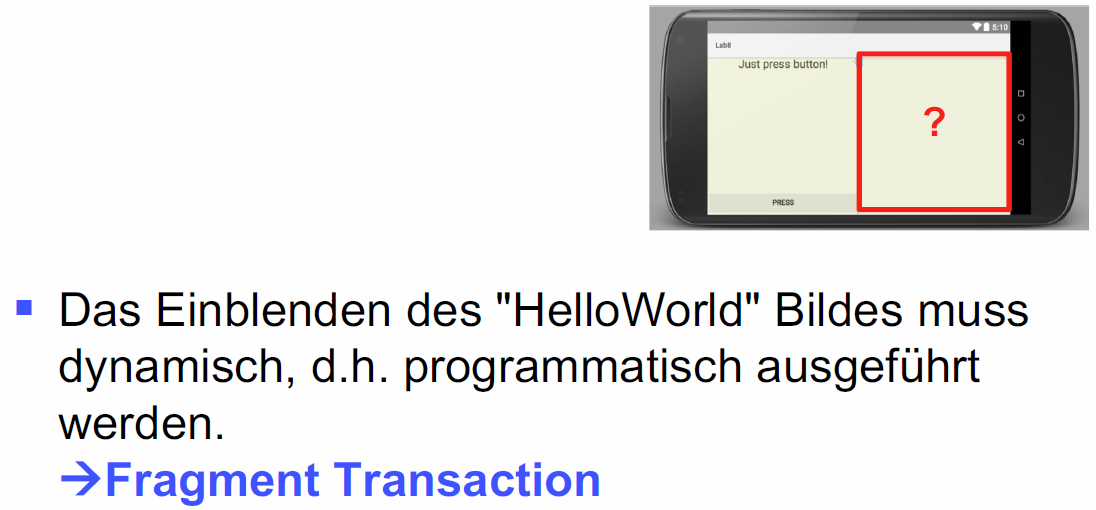 5:10
Lab8
Just press button!
?
PRESS
▪ Das Einblenden des "HelloWorld" Bildes muss
dynamisch, d.h. programmatisch ausgeführt
werden.
→Fragment Transaction